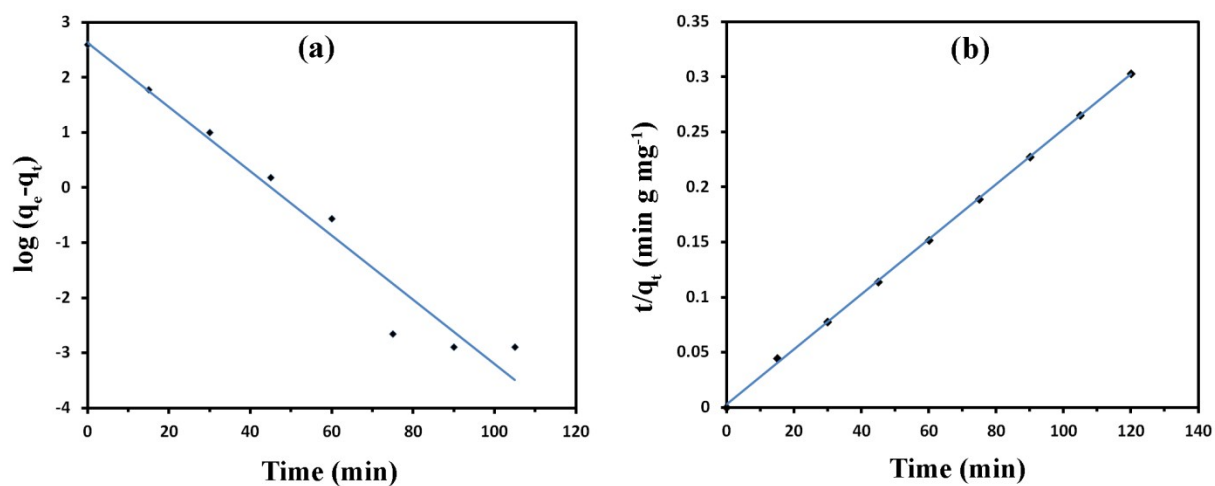 (a)
3
2
1
0
-1
-2
-3
-4
0 20 40 60 80 100 120
log (qe-qt)
Time (min)
(b)
0.35
0.3
0.25
0.2
0.15
0.1
0.05
0
0 20 40 60 80 100 120 140
t/qt (min g mg-1)
Time (min)